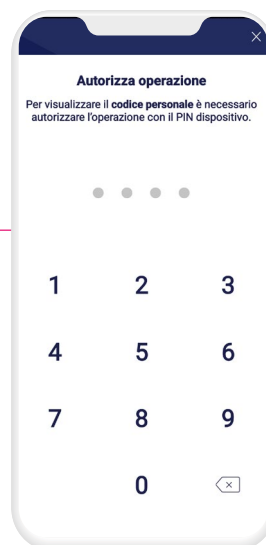 Autorizza operazione
Per visualizzare il codice personale è necessario
autorizzare l'operazione con il PIN dispositivo.
1 2 3
4 5 6
7 8 9
0